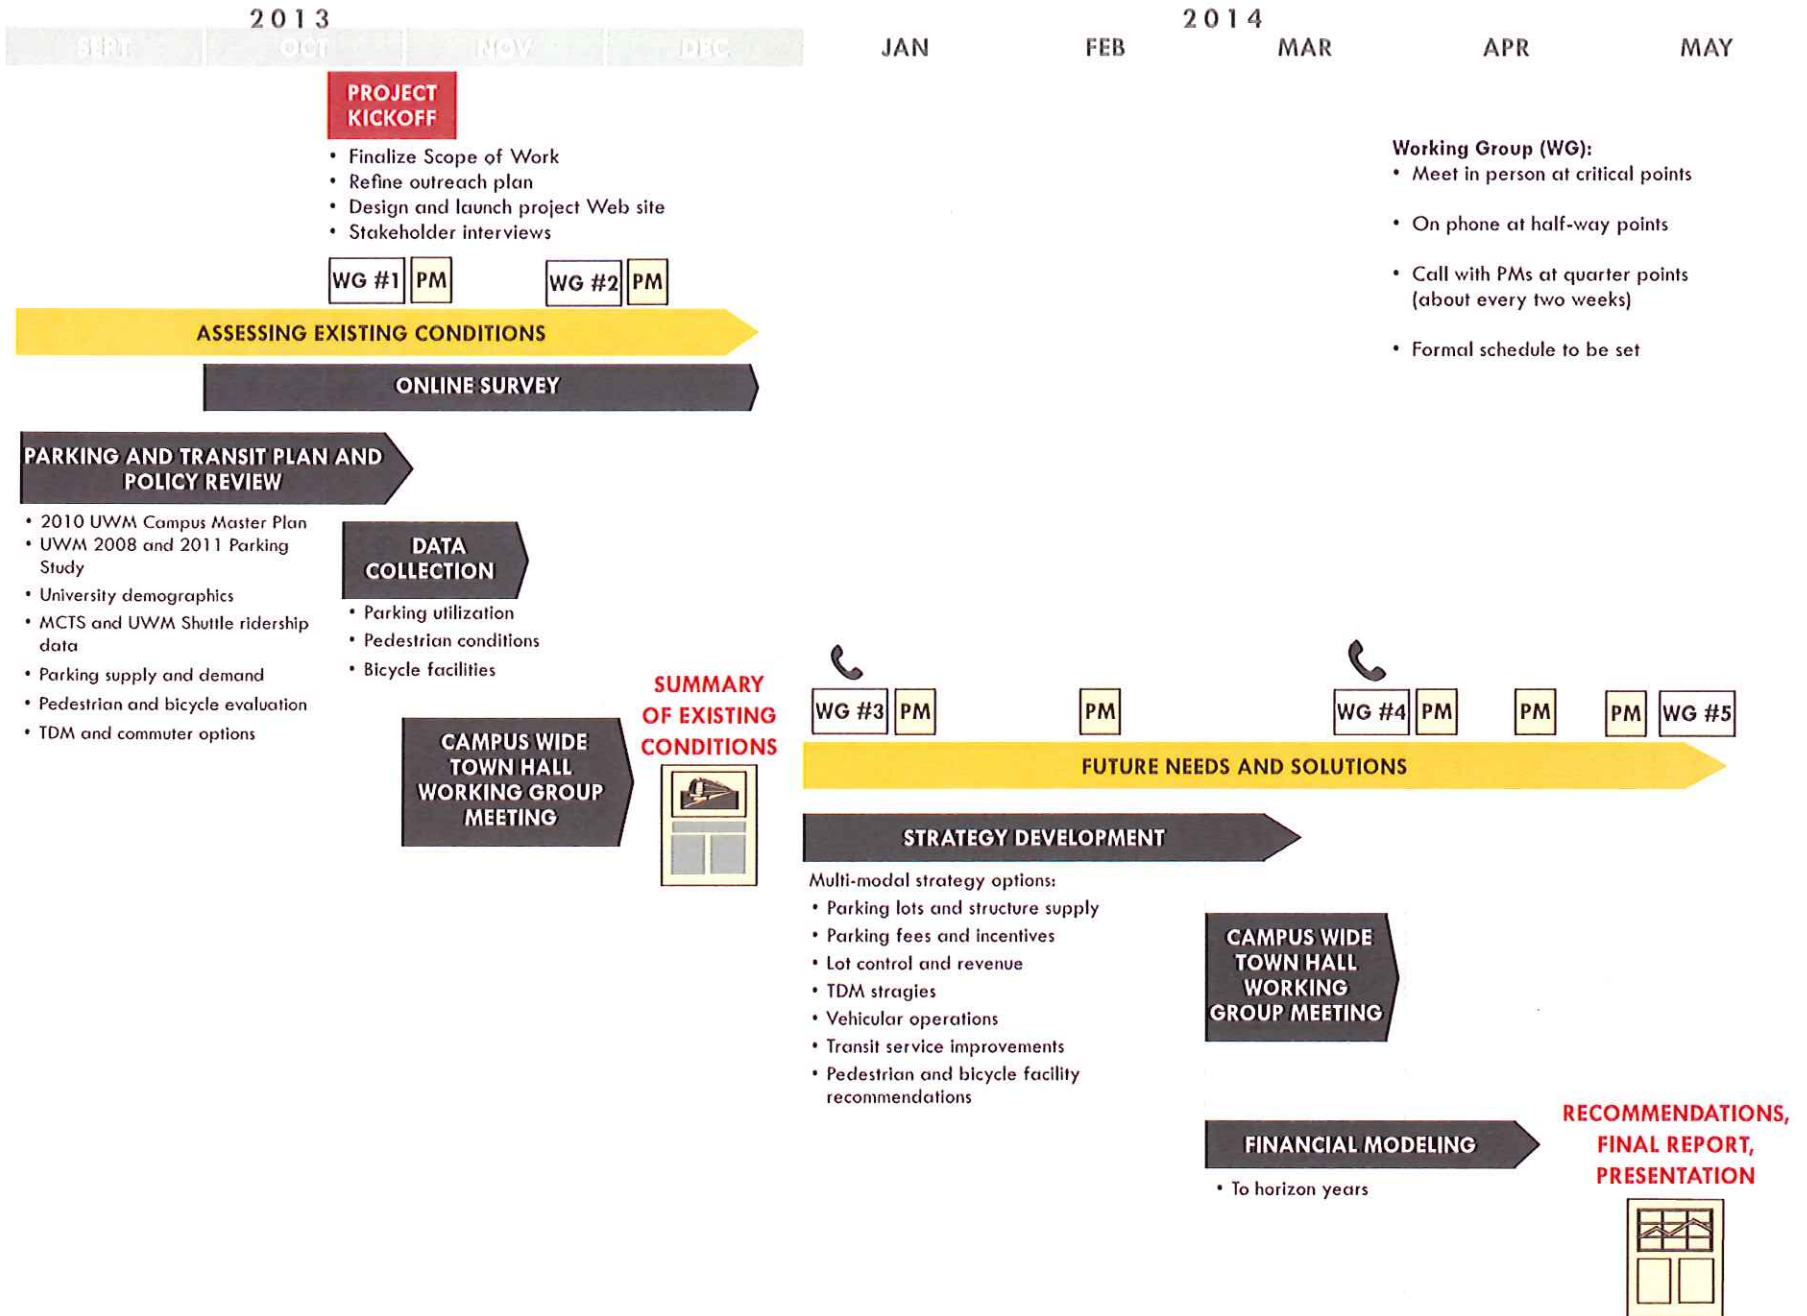 2013
2014
SEPT OCT NOV DEC JAN FEB MAR APR MAY
PROJECT
KICKOFF
• Finalize Scope of Work
• Refine outreach plan
• Design and launch project Web site
• Stakeholder interviews
Working Group (WG):
• Meet in person at critical points
• On phone at half-way points
• Call with PMs at quarter points
(about every two weeks)
• Formal schedule to be set
WG #1 PM WG #2 PM
ASSESSING EXISTING CONDITIONS
ONLINE SURVEY
PARKING AND TRANSIT PLAN AND
POLICY REVIEW
• 2010 UWM Campus Master Plan
• UWM 2008 and 2011 Parking
Study
• University demographics
• MCTS and UWM Shuttle ridership
data
• Parking supply and demand
• Pedestrian and bicycle evaluation
• TDM and commuter options
DATA
COLLECTION
• Parking utilization
• Pedestrian conditions
• Bicycle facilities
CAMPUS WIDE
TOWN HALL
WORKING GROUP
MEETING
SUMMARY
OF EXISTING
CONDITIONS
WG #3 PM PM WG #4 PM PM PM WG #5
FUTURE NEEDS AND SOLUTIONS
STRATEGY DEVELOPMENT
Multi-modal strategy options:
• Parking lots and structure supply
• Parking fees and incentives
• Lot control and revenue
• TDM stragies
• Vehicular operations
• Transit service improvements
• Pedestrian and bicycle facility
recommendations
CAMPUS WIDE
TOWN HALL
WORKING
GROUP MEETING
FINANCIAL MODELING
• To horizon years
RECOMMENDATIONS,
FINAL REPORT,
PRESENTATION